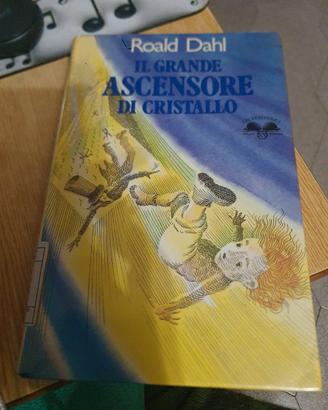 Roald Dahl
IL GRANDE
ASCENSORE
DI CRISTALLO